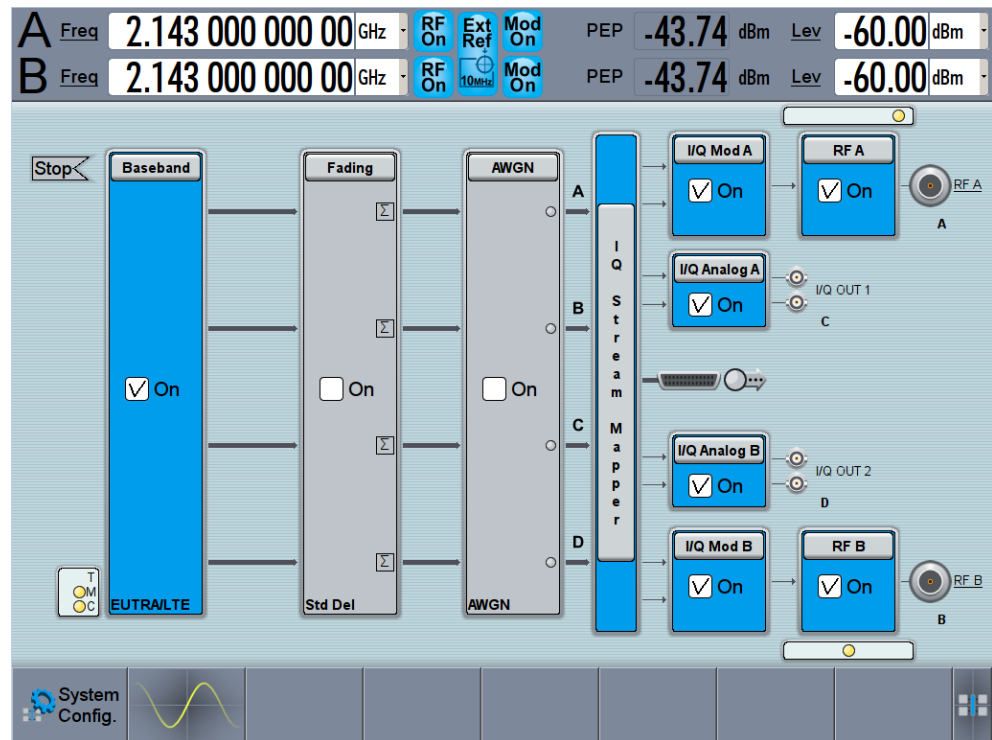 A Freq 2.143 000 000 00 GHz RF On Ext Ref Mod On PEP -43.74 dBm Lev -60.00 dBm
B Freq 2.143 000 000 00 GHz RF On 10MHz Mod On PEP -43.74 dBm Lev -60.00 dBm
Stop
Baseband
On
EUTRA/LTE
T
M
C
Fading
Σ
Σ
On
Σ
Σ
Std Del
AWGN
On
AWGN
A
B
C
D
I/Q Stream Mapper
I/Q Mod A
On
RF A
On
RF A
A
I/Q Analog A
On
I/Q OUT 1
C
I/Q Analog B
On
I/Q OUT 2
D
I/Q Mod B
On
RF B
On
RF B
B
System
Config.